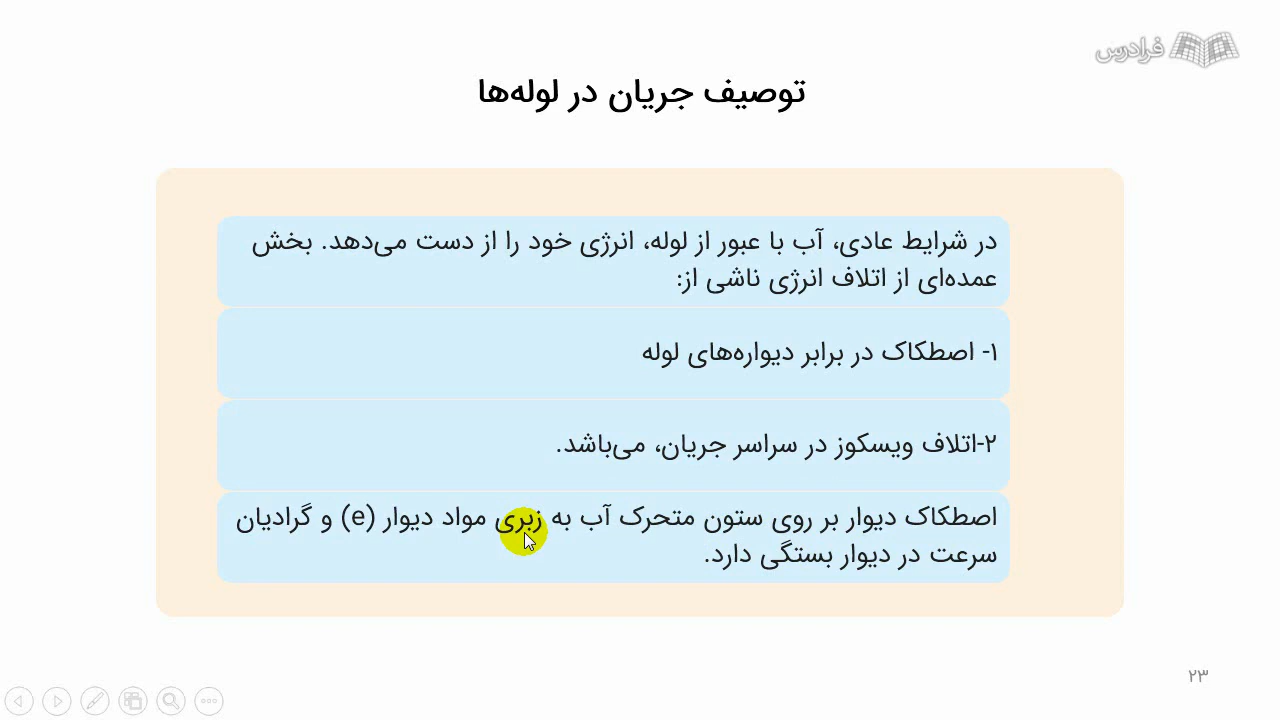 فرادرس
توصیف جریان در لوله‌ها
در شرایط عادی، آب با عبور از لوله، انرژی خود را از دست می‌دهد. بخش
عمده‌ای از اتلاف انرژی ناشی از:
۱- اصطکاک در برابر دیواره‌های لوله
۲-اتلاف ویسکوز در سراسر جریان، می‌باشد.
اصطکاک دیوار بر روی ستون متحرک آب به زبری مواد دیوار (e) و گرادیان
سرعت در دیوار بستگی دارد.
۲۳